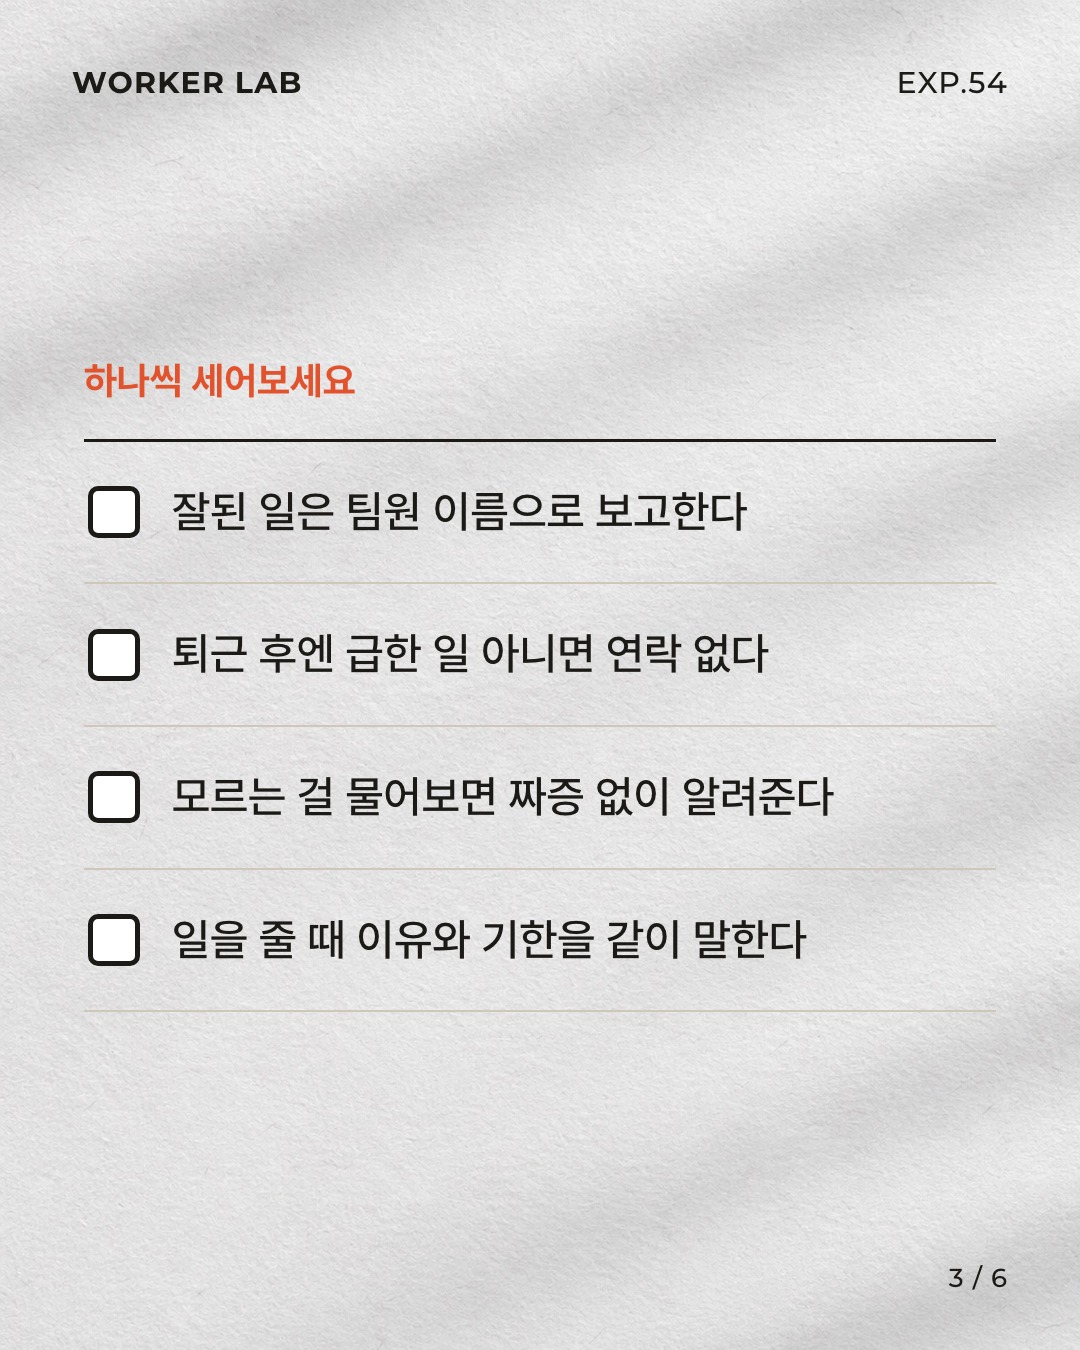 WORKER LAB
EXP.54
하나씩 세어보세요
잘된 일은 팀원 이름으로 보고한다
퇴근 후엔 급한 일 아니면 연락 없다
모르는 걸 물어보면 짜증 없이 알려준다
일을 줄 때 이유와 기한을 같이 말한다
3 / 6